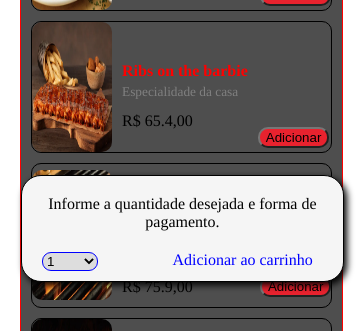 Ribs on the barbie
Especialidade da casa
R$ 65.4,00
Adicionar
Informe a quantidade desejada e forma de
pagamento.
1
Adicionar ao carrinho
R$ 75.9,00
Adicionar